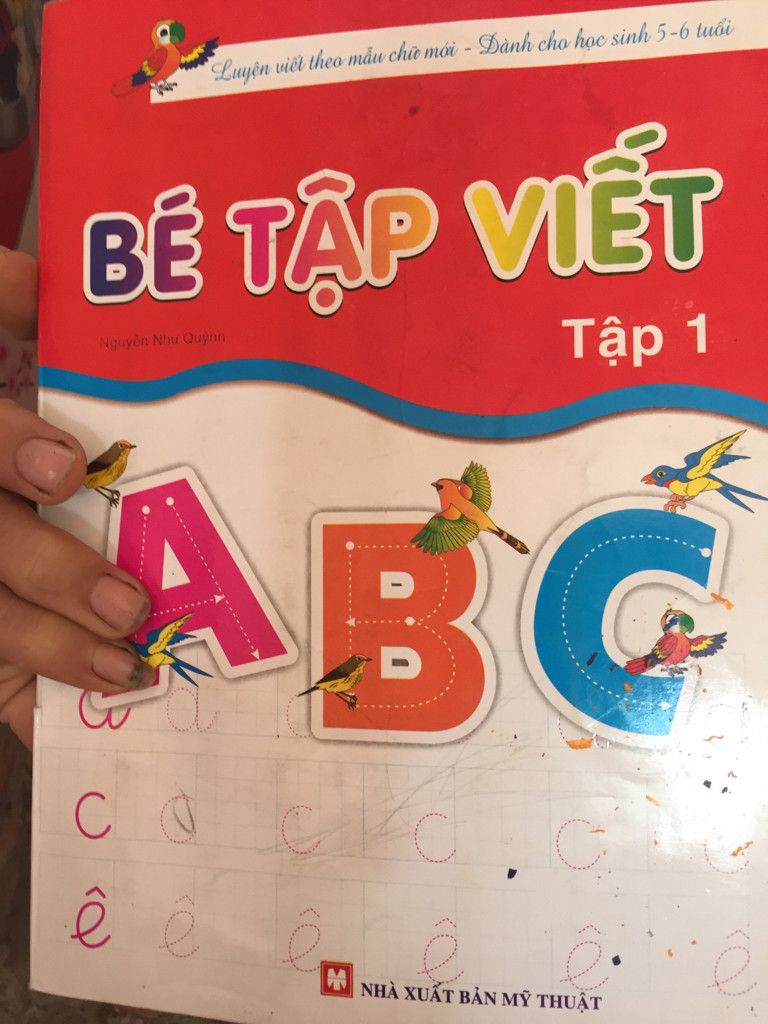 Luyện viết theo mẫu chữ mới - Dành cho học sinh 5-6 tuổi
BÉ TẬP VIẾT
Nguyễn Như Quỳnh
Tập 1
A B C
a a
c c c c c
ê ê ê ê ê ê
NHÀ XUẤT BẢN MỸ THUẬT